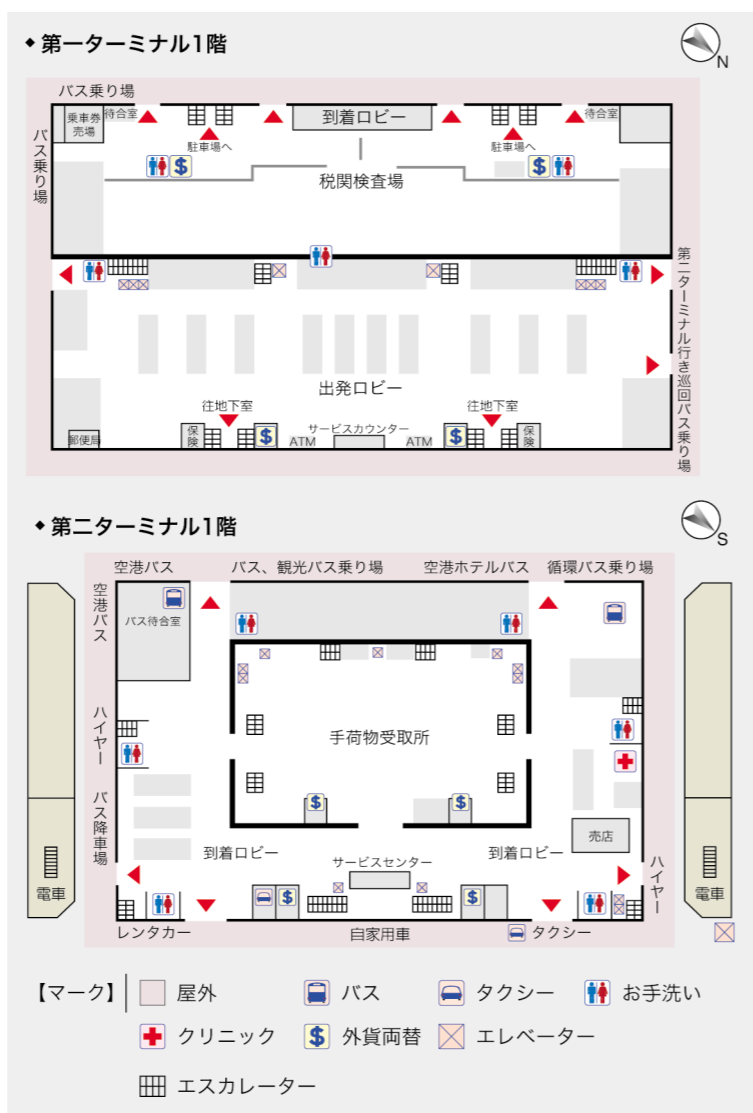 ◆ 第一ターミナル1階
N
バス乗り場
バス乗り場
乗車券
売場
待合室
到着ロビー
待合室
駐車場へ
駐車場へ
税関検査場
第二ターミナル行き巡回バス乗り場
出発ロビー
往地下室
往地下室
郵便局
保険
ATM
サービスカウンター
ATM
保険
◆ 第二ターミナル1階
S
空港バス
バス、観光バス乗り場
空港ホテルバス
循環バス乗り場
空港バス
バス待合室
ハイヤー
手荷物受取所
バス降車場
売店
到着ロビー
サービスセンター
到着ロビー
ハイヤー
電車
電車
レンタカー
自家用車
タクシー
【マーク】
屋外
バス
タクシー
お手洗い
クリニック
外貨両替
エレベーター
エスカレーター